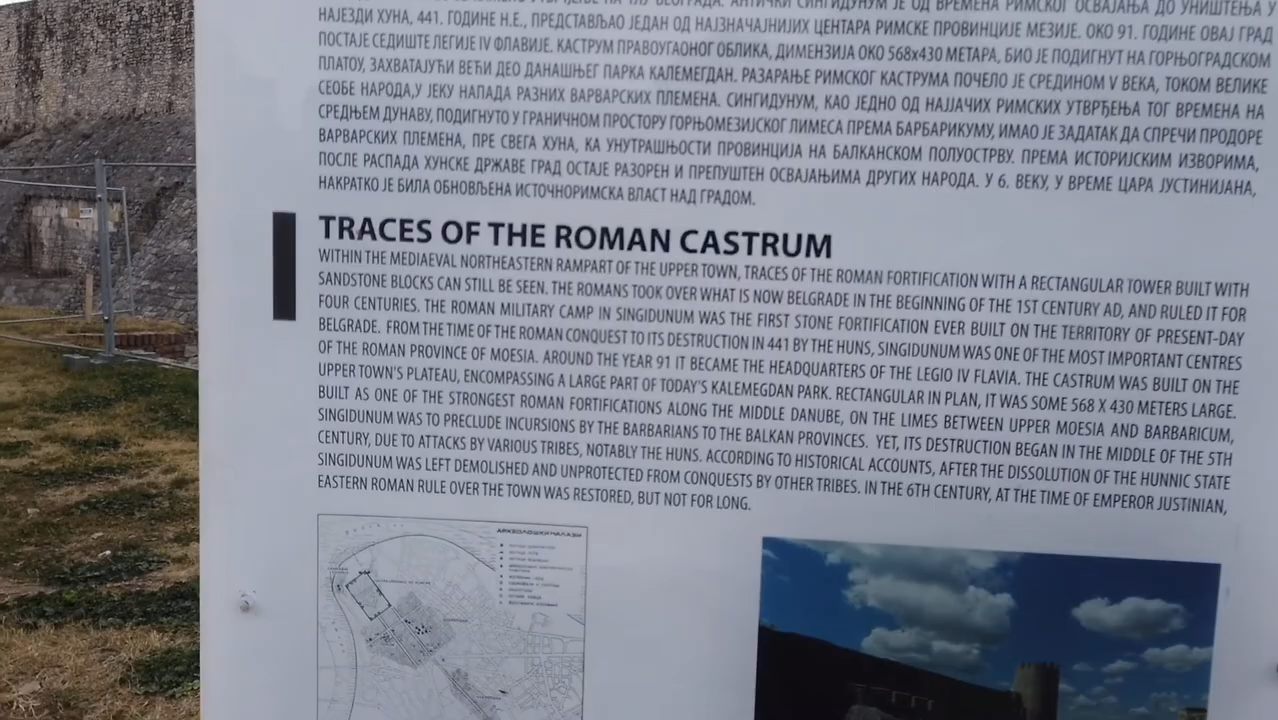 АНТИЧКИ СИНГИДУНУМ ЈЕ ОД ВРЕМЕНА РИМСКОГ ОСВАЈАЊА ДО УНИШТЕЊА У
НАЈЕЗДИ ХУНА, 441. ГОДИНЕ Н.Е., ПРЕДСТАВЉАО ЈЕДАН ОД НАЈЗНАЧАЈНИЈИХ ЦЕНТАРА РИМСКЕ ПРОВИНЦИЈЕ МЕЗИЈЕ. ОКО 91. ГОДИНЕ ОВАЈ ГРАД
ПОСТАЈЕ СЕДИШТЕ ЛЕГИЈЕ IV ФЛАВИЈЕ. КАСТРУМ ПРАВОУГАОНОГ ОБЛИКА, ДИМЕНЗИЈА ОКО 568x430 МЕТАРА, БИО ЈЕ ПОДИГНУТ НА ГОРЊОГРАДСКОМ
ПЛАТОУ, ЗАХВАТАЈУЋИ ВЕЋИ ДЕО ДАНАШЊЕГ ПАРКА КАЛЕМЕГДАН. РАЗАРАЊЕ РИМСКОГ КАСТРУМА ПОЧЕЛО ЈЕ СРЕДИНОМ V ВЕКА, ТОКОМ ВЕЛИКЕ
СЕОБЕ НАРОДА,У ЈЕКУ НАПАДА РАЗНИХ ВАРВАРСКИХ ПЛЕМЕНА. СИНГИДУНУМ, КАО ЈЕДНО ОД НАЈЈАЧИХ РИМСКИХ УТВРЂЕЊА ТОГ ВРЕМЕНА НА
СРЕДЊЕМ ДУНАВУ, ПОДИГНУТО У ГРАНИЧНОМ ПРОСТОРУ ГОРЊОМЕЗИЈСКОГ ЛИМЕСА ПРЕМА БАРБАРИКУМУ, ИМАО ЈЕ ЗАДАТАК ДА СПРЕЧИ ПРОДОРЕ
ВАРВАРСКИХ ПЛЕМЕНА, ПРЕ СВЕГА ХУНА, КА УНУТРАШЊОСТИ ПРОВИНЦИЈА НА БАЛКАНСКОМ ПОЛУОСТРВУ. ПРЕМА ИСТОРИЈСКИМ ИЗВОРИМА,
ПОСЛЕ РАСПАДА ХУНСКЕ ДРЖАВЕ ГРАД ОСТАЈЕ РАЗОРЕН И ПРЕПУШТЕН ОСВАЈАЊИМА ДРУГИХ НАРОДА. У 6. ВЕКУ, У ВРЕМЕ ЦАРА ЈУСТИНИЈАНА,
НАКРАТКО ЈЕ БИЛА ОБНОВЉЕНА ИСТОЧНОРИМСКА ВЛАСТ НАД ГРАДОМ.
TRACES OF THE ROMAN CASTRUM
WITHIN THE MEDIAEVAL NORTHEASTERN RAMPART OF THE UPPER TOWN, TRACES OF THE ROMAN FORTIFICATION WITH A RECTANGULAR TOWER BUILT WITH
SANDSTONE BLOCKS CAN STILL BE SEEN. THE ROMANS TOOK OVER WHAT IS NOW BELGRADE IN THE BEGINNING OF THE 1ST CENTURY AD, AND RULED IT FOR
FOUR CENTURIES. THE ROMAN MILITARY CAMP IN SINGIDUNUM WAS THE FIRST STONE FORTIFICATION EVER BUILT ON THE TERRITORY OF PRESENT-DAY
BELGRADE. FROM THE TIME OF THE ROMAN CONQUEST TO ITS DESTRUCTION IN 441 BY THE HUNS, SINGIDUNUM WAS ONE OF THE MOST IMPORTANT CENTRES
OF THE ROMAN PROVINCE OF MOESIA. AROUND THE YEAR 91 IT BECAME THE HEADQUARTERS OF THE LEGIO IV FLAVIA. THE CASTRUM WAS BUILT ON THE
UPPER TOWN'S PLATEAU, ENCOMPASSING A LARGE PART OF TODAY'S KALEMEGDAN PARK. RECTANGULAR IN PLAN, IT WAS SOME 568 X 430 METERS LARGE.
BUILT AS ONE OF THE STRONGEST ROMAN FORTIFICATIONS ALONG THE MIDDLE DANUBE, ON THE LIMES BETWEEN UPPER MOESIA AND BARBARICUM,
SINGIDUNUM WAS TO PRECLUDE INCURSIONS BY THE BARBARIANS TO THE BALKAN PROVINCES. YET, ITS DESTRUCTION BEGAN IN THE MIDDLE OF THE 5TH
CENTURY, DUE TO ATTACKS BY VARIOUS TRIBES, NOTABLY THE HUNS. ACCORDING TO HISTORICAL ACCOUNTS, AFTER THE DISSOLUTION OF THE HUNNIC STATE
SINGIDUNUM WAS LEFT DEMOLISHED AND UNPROTECTED FROM CONQUESTS BY OTHER TRIBES. IN THE 6TH CENTURY, AT THE TIME OF EMPEROR JUSTINIAN,
EASTERN ROMAN RULE OVER THE TOWN WAS RESTORED, BUT NOT FOR LONG.
АРХЕОЛОШКИ НАЛАЗИ